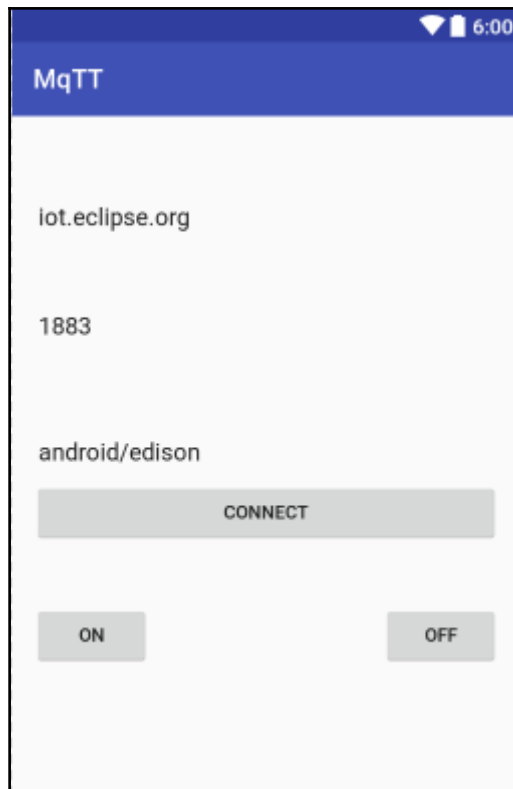 6:00
MqTT
iot.eclipse.org
1883
android/edison
CONNECT
ON OFF